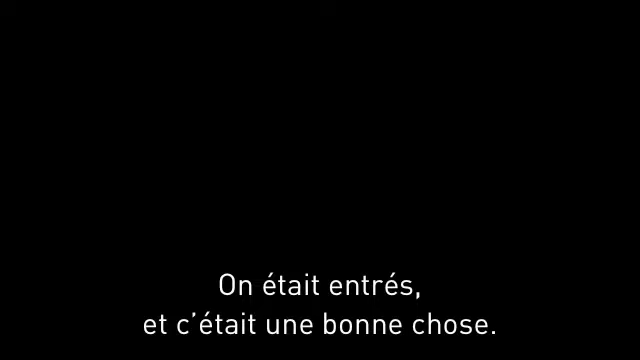 On était entrés,
et c’était une bonne chose.